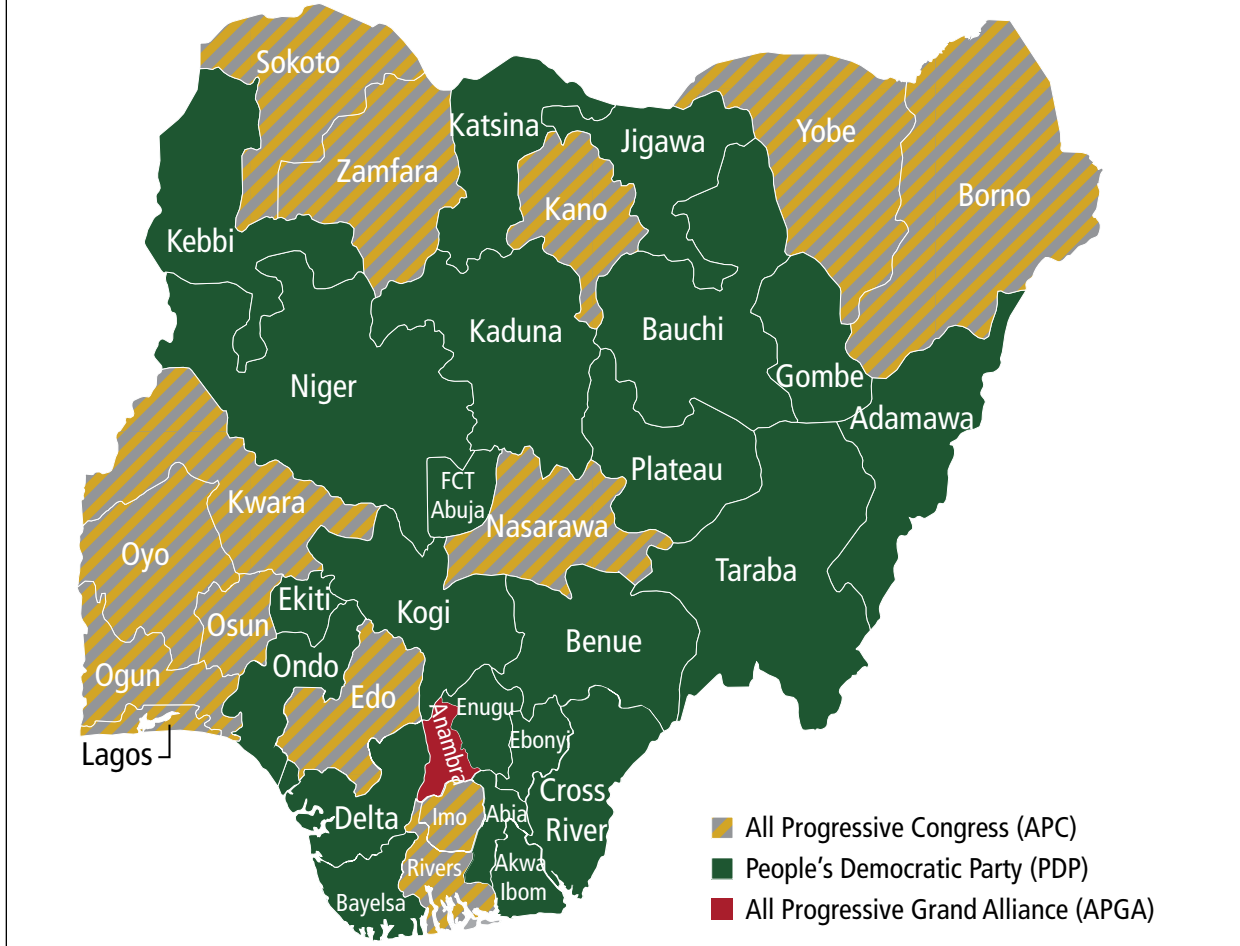 Sokoto
Katsina
Jigawa
Yobe
Zamfara
Kano
Borno
Kebbi
Kaduna
Bauchi
Niger
Gombe
Adamawa
Plateau
FCT
Abuja
Kwara
Nasarawa
Oyo
Taraba
Ekiti
Kogi
Osun
Benue
Ondo
Ogun
Edo
Enugu
Anambra
Ebonyi
Lagos
Cross
River
Delta
Imo
Abia
Rivers
Akwa
Ibom
Bayelsa
All Progressive Congress (APC)
People's Democratic Party (PDP)
All Progressive Grand Alliance (APGA)